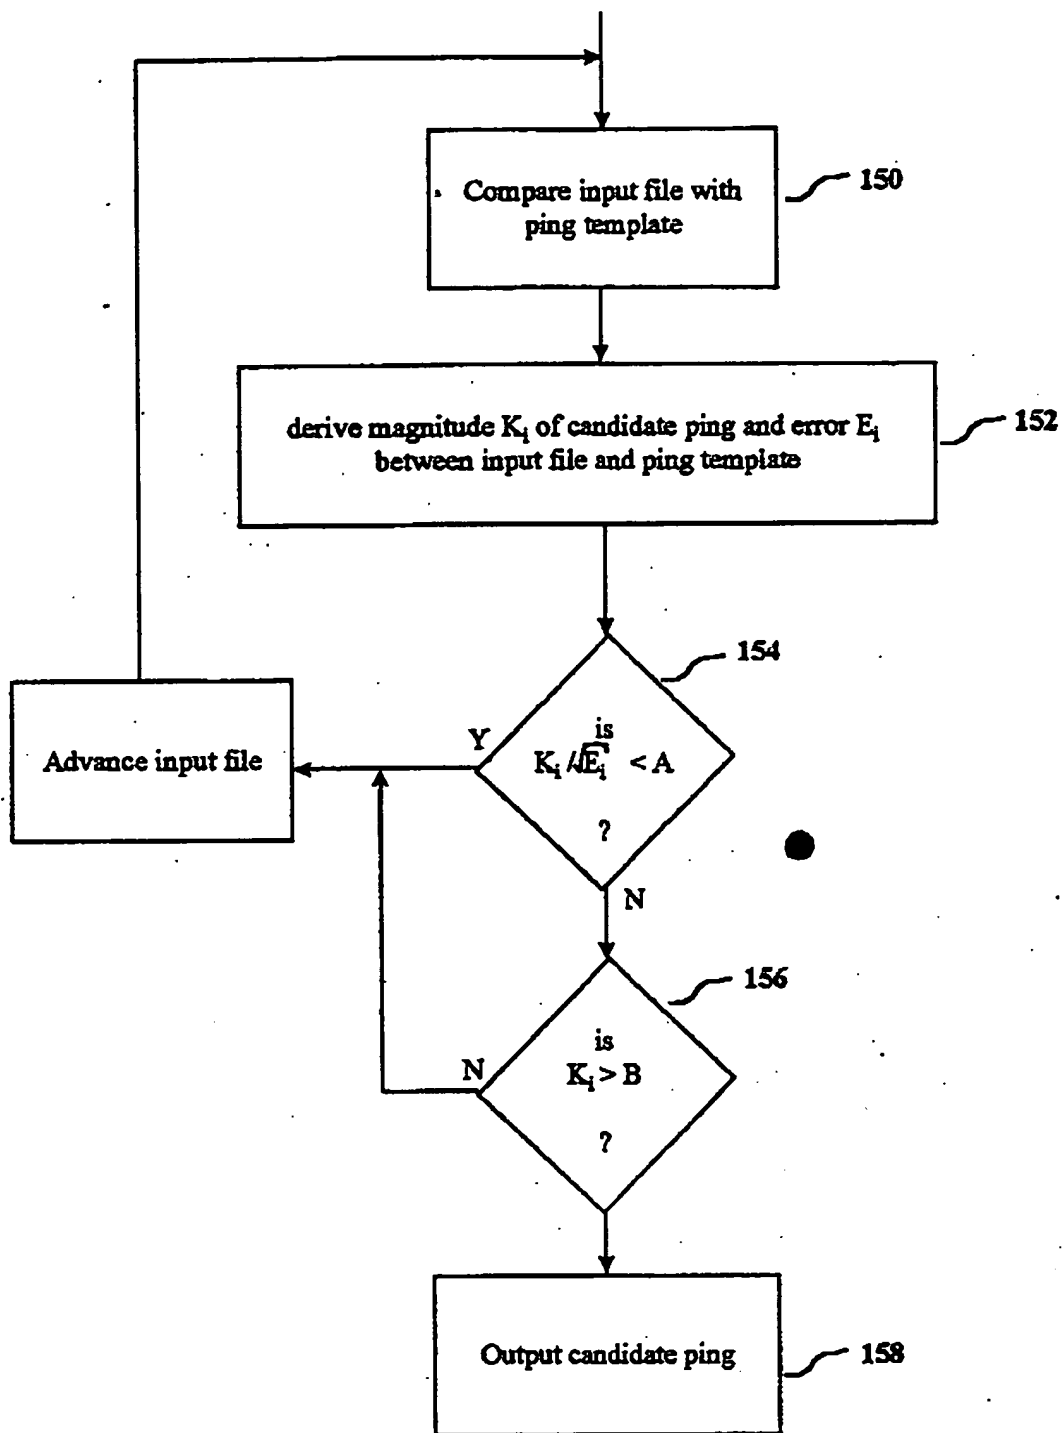 Compare input file with
ping template
150
derive magnitude Kᵢ of candidate ping and error Eᵢ
between input file and ping template
152
154
Advance input file
Y
is
Kᵢ /√Eᵢ < A
?
N
156
N
is
Kᵢ > B
?
Output candidate ping
158